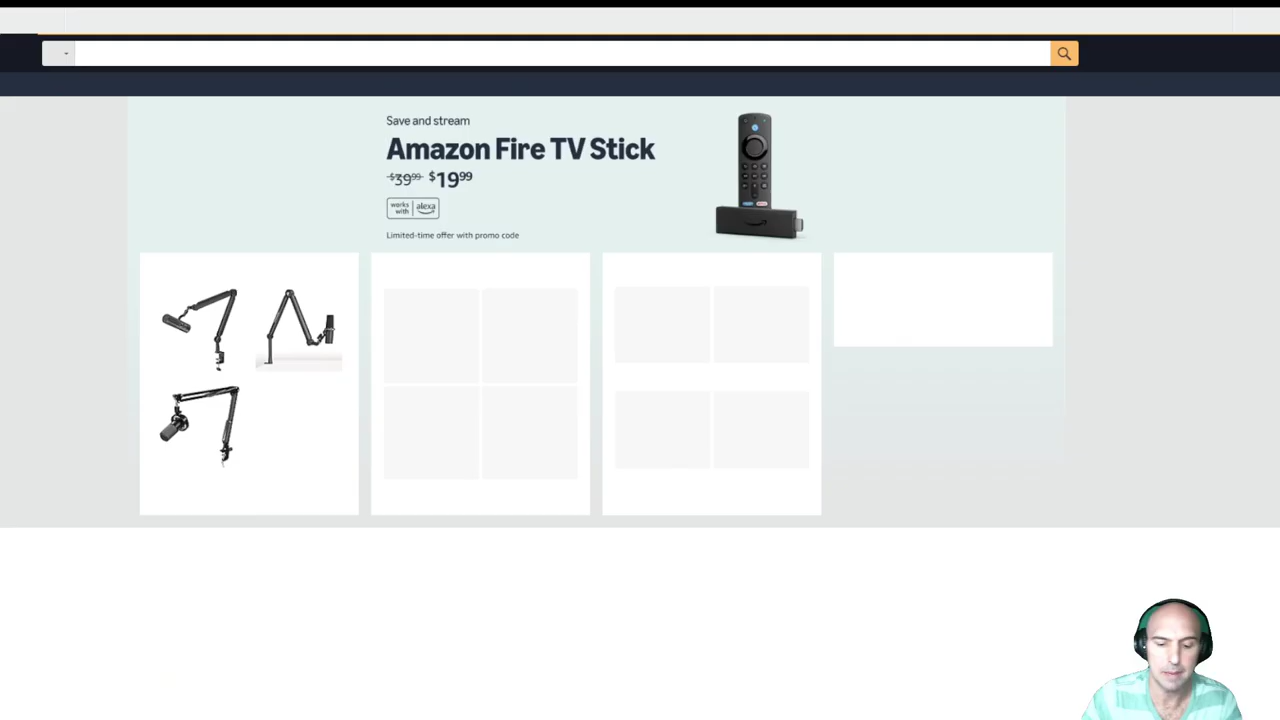 Save and stream
Amazon Fire TV Stick
$39.99 $19.99
works with | alexa
Limited-time offer with promo code